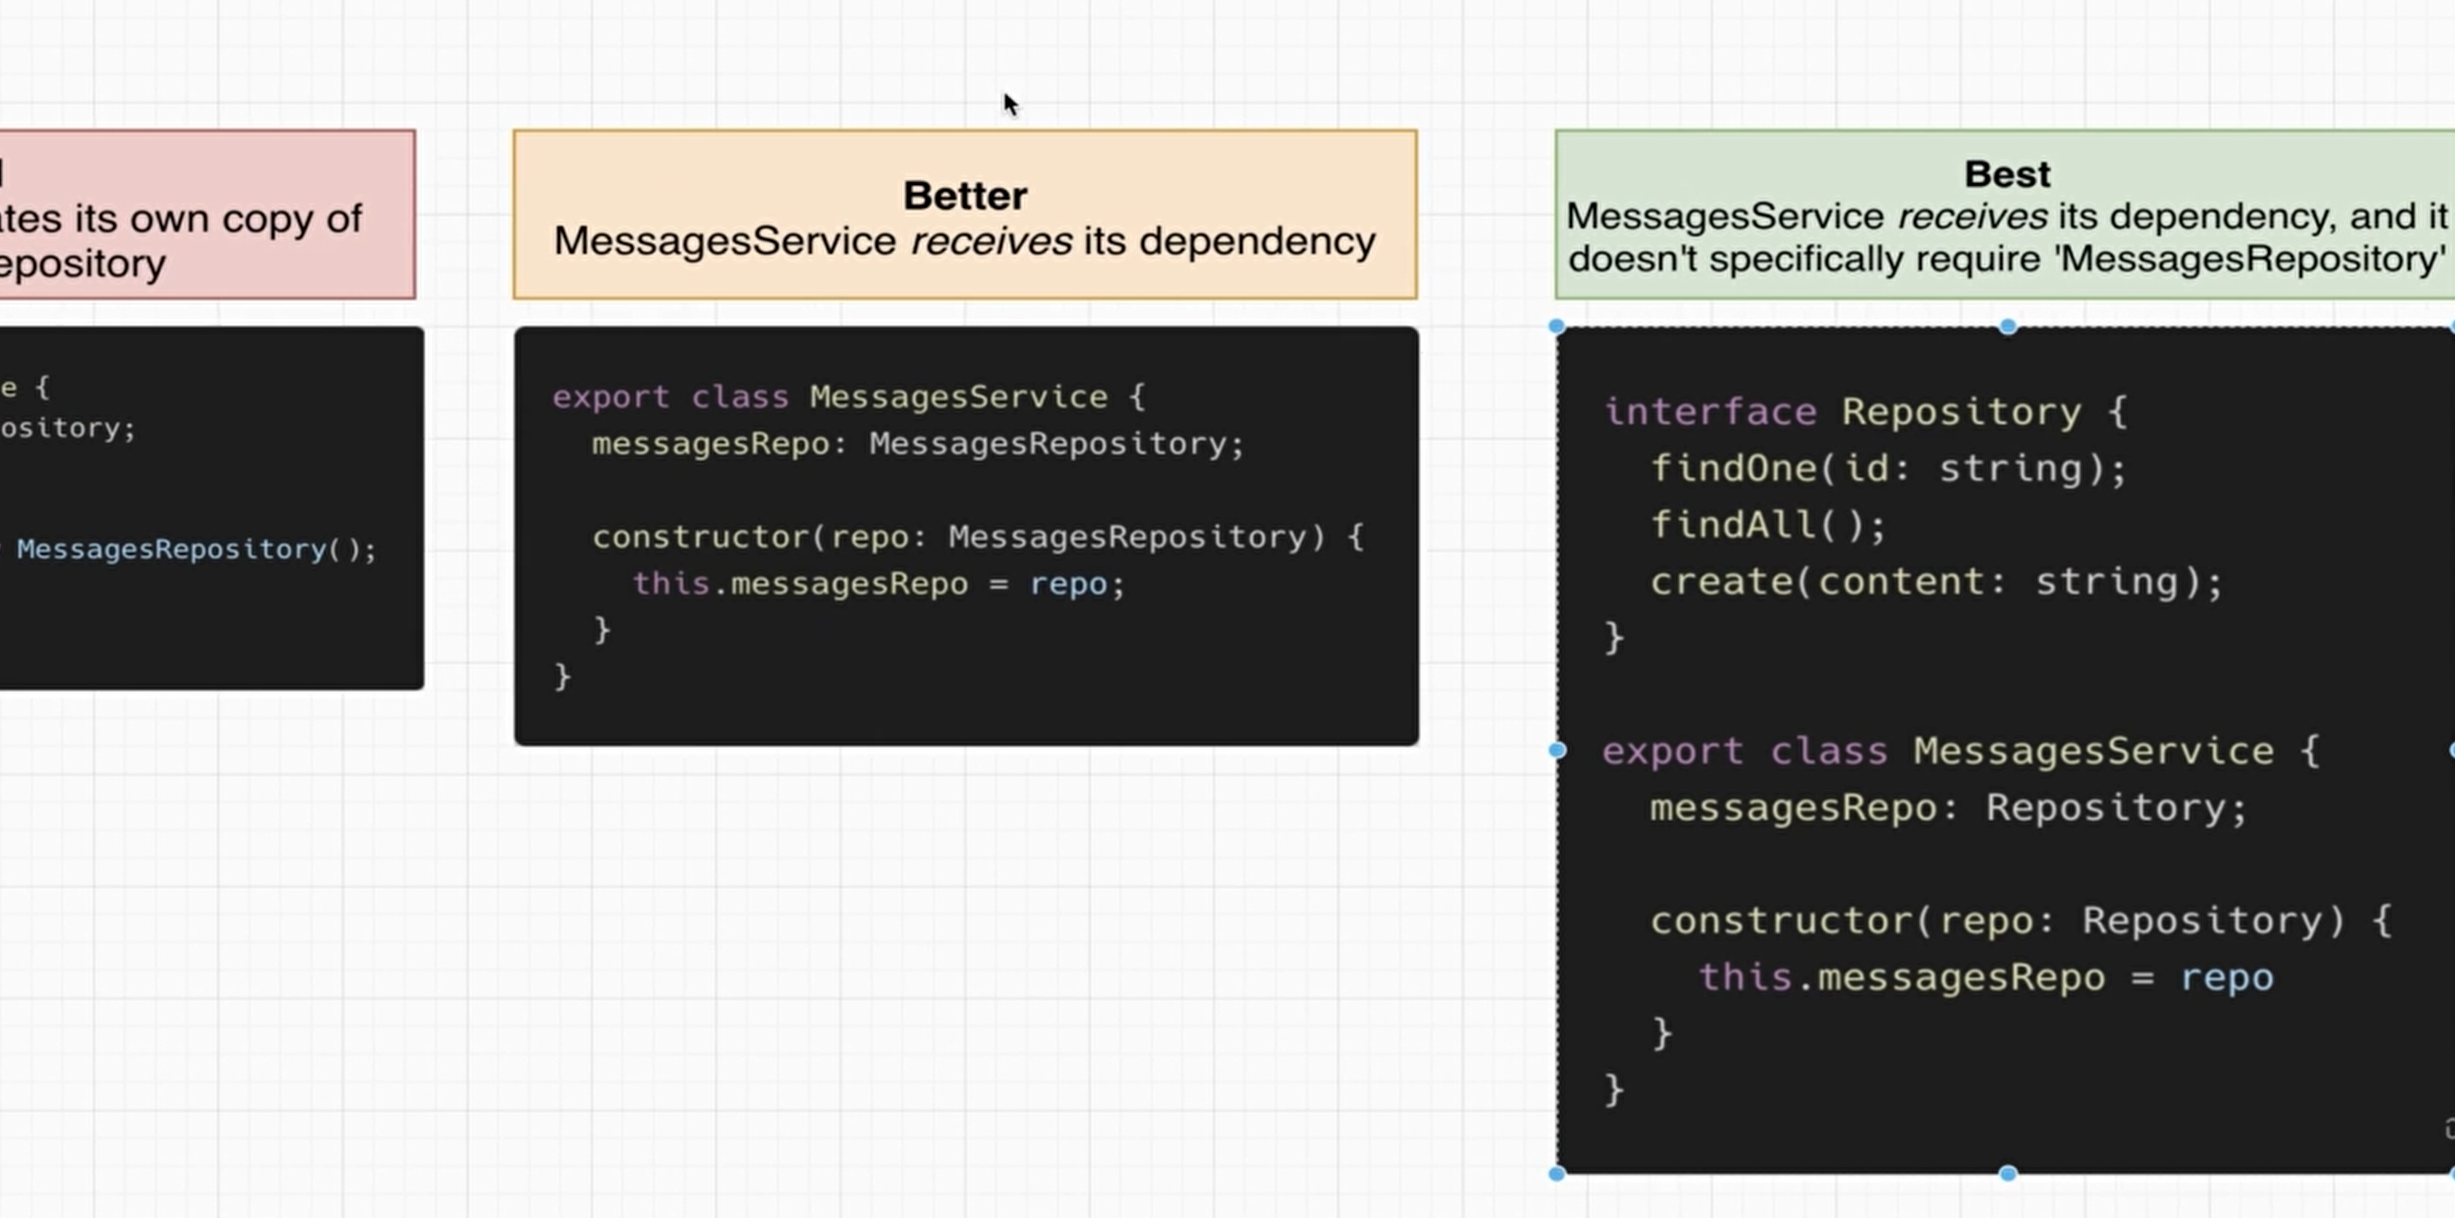 ates its own copy of
epository
e {
ository;
MessagesRepository();
Better
MessagesService receives its dependency
export class MessagesService {
messagesRepo: MessagesRepository;
constructor(repo: MessagesRepository) {
this.messagesRepo = repo;
}
}
Best
MessagesService receives its dependency, and it
doesn't specifically require 'MessagesRepository'
interface Repository {
findOne(id: string);
findAll();
create(content: string);
}
export class MessagesService {
messagesRepo: Repository;
constructor(repo: Repository) {
this.messagesRepo = repo
}
}